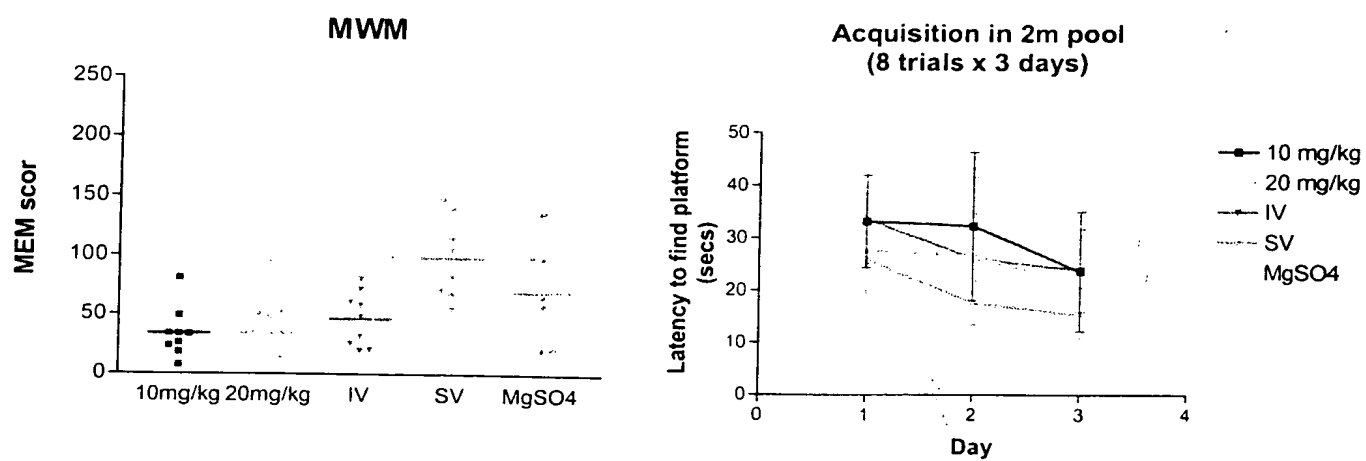 MWM
250
200
150
100
50
0
MEM scor
10mg/kg 20mg/kg IV SV MgSO4
Acquisition in 2m pool
(8 trials x 3 days)
50
40
30
20
10
0
Latency to find platform
(secs)
0 1 2 3 4
Day
10 mg/kg
20 mg/kg
IV
SV
MgSO4